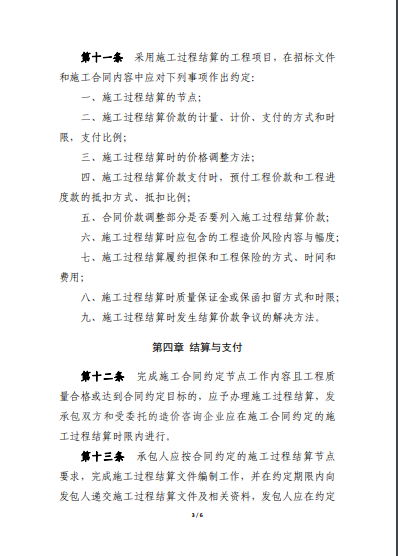 第十一条　采用施工过程结算的工程项目，在招标文
件和施工合同内容中应对下列事项作出约定：
一、施工过程结算的节点；
二、施工过程结算价款的计量、计价、支付的方式和时
限，支付比例；
三、施工过程结算时的价格调整方法；
四、施工过程结算价款支付时，预付工程价款和工程进
度款的抵扣方式、抵扣比例；
五、合同价款调整部分是否要列入施工过程结算价款；
六、施工过程结算时应包含的工程造价风险内容与幅度；
七、施工过程结算履约担保和工程保险的方式、时间和
费用；
八、施工过程结算时质量保证金或保函扣留方式和时限；
九、施工过程结算时发生结算价款争议的解决方法。
第四章 结算与支付
第十二条　完成施工合同约定节点工作内容且工程质
量合格或达到合同约定目标的，应予办理施工过程结算，发
承包双方和受委托的造价咨询企业应在施工合同约定的施
工过程结算时限内进行。
第十三条　承包人应按合同约定的施工过程结算节点
要求，完成施工过程结算文件编制工作，并在约定期限内向
发包人递交施工过程结算文件及相关资料，发包人应在约定
3 / 6